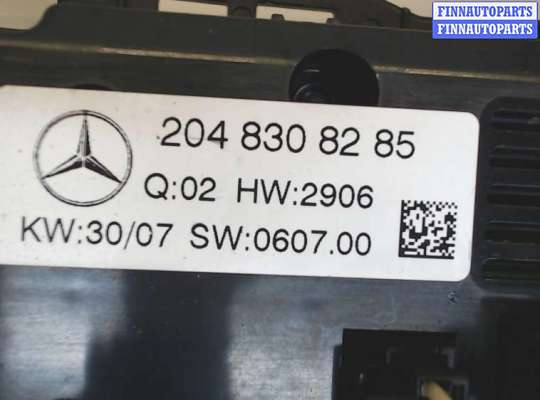 FINNAUTOPARTS
FINNAUTOPARTS
204 830 82 85
Q:02 HW:2906
KW:30/07 SW:0607.00